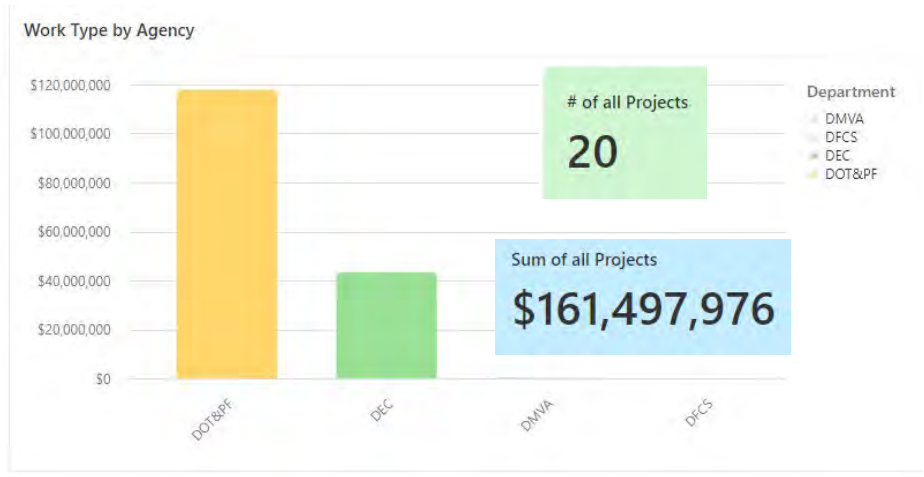 Work Type by Agency
$120,000,000
$100,000,000
$80,000,000
$60,000,000
$40,000,000
$20,000,000
$0
DOT&PF
DEC
DMVA
DFCS
# of all Projects
20
Sum of all Projects
$161,497,976
Department
DMVA
DFCS
DEC
DOT&PF